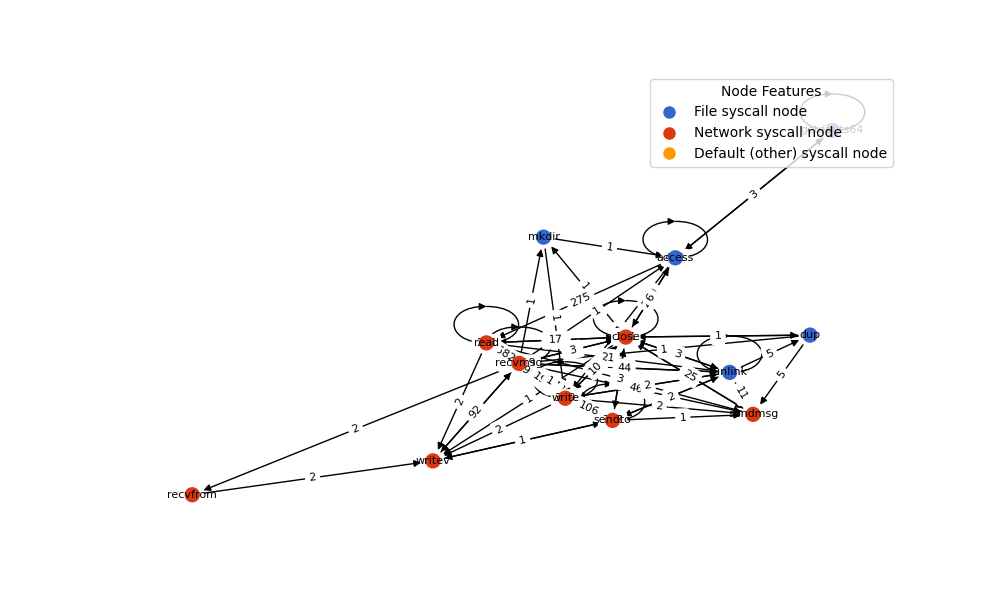 Node Features
File syscall node
Network syscall node
Default (other) syscall node
3
mkdir
1
access
275
1
6
1
1
1
read
17
3
close
1
dup
recvmsg
21
44
1
3
unlink
5
10
3
25
11
5
2
92
1
write
106
46
2
2
2
sendmsg
sendto
1
2
2
1
writev
recvfrom
2